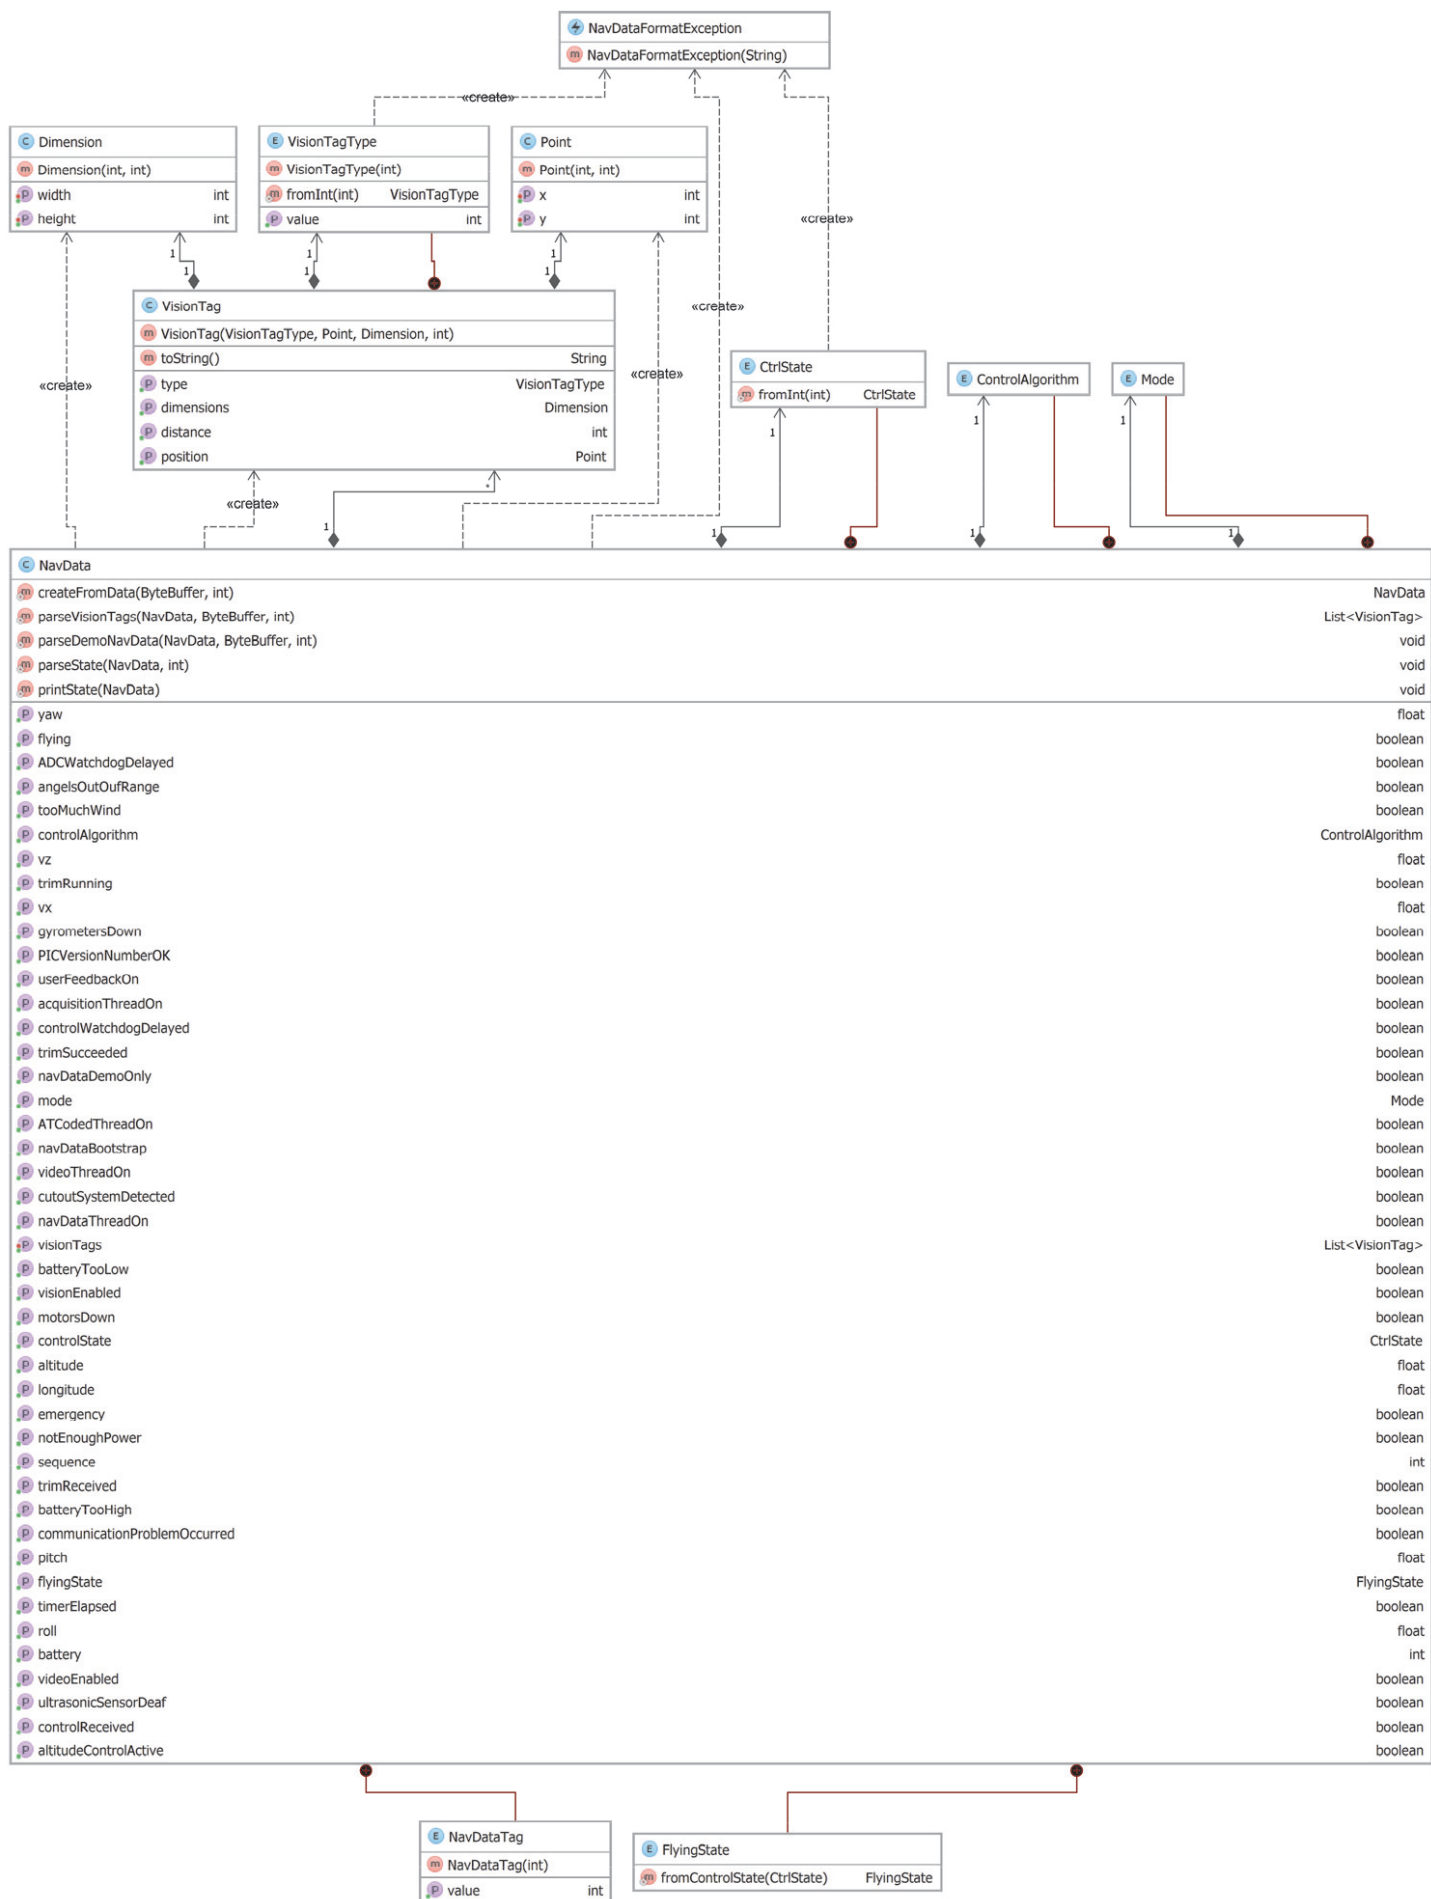 NavDataFormatException
NavDataFormatException(String)
«create»
Dimension
Dimension(int, int)
width int
height int
VisionTagType
VisionTagType(int)
fromInt(int) VisionTagType
value int
Point
Point(int, int)
x int
y int
«create»
1
1
1
1
1
1
«create»
VisionTag
VisionTag(VisionTagType, Point, Dimension, int)
toString() String
type VisionTagType
dimensions Dimension
distance int
position Point
«create»
«create»
CtrlState
fromInt(int) CtrlState
ControlAlgorithm
Mode
1
1
1
*
«create»
1
1
1
1
NavData
createFromData(ByteBuffer, int) NavData
parseVisionTags(NavData, ByteBuffer, int) List<VisionTag>
parseDemoNavData(NavData, ByteBuffer, int) void
parseState(NavData, int) void
printState(NavData) void
yaw float
flying boolean
ADCWatchdogDelayed boolean
angelsOutOufRange boolean
tooMuchWind boolean
controlAlgorithm ControlAlgorithm
vz float
trimRunning boolean
vx float
gyrometersDown boolean
PICVersionNumberOK boolean
userFeedbackOn boolean
acquisitionThreadOn boolean
controlWatchdogDelayed boolean
trimSucceeded boolean
navDataDemoOnly boolean
mode Mode
ATCodedThreadOn boolean
navDataBootstrap boolean
videoThreadOn boolean
cutoutSystemDetected boolean
navDataThreadOn boolean
visionTags List<VisionTag>
batteryTooLow boolean
visionEnabled boolean
motorsDown boolean
controlState CtrlState
altitude float
longitude float
emergency boolean
notEnoughPower boolean
sequence int
trimReceived boolean
batteryTooHigh boolean
communicationProblemOccurred boolean
pitch float
flyingState FlyingState
timerElapsed boolean
roll float
battery int
videoEnabled boolean
ultrasonicSensorDeaf boolean
controlReceived boolean
altitudeControlActive boolean
NavDataTag
NavDataTag(int)
value int
FlyingState
fromControlState(CtrlState) FlyingState